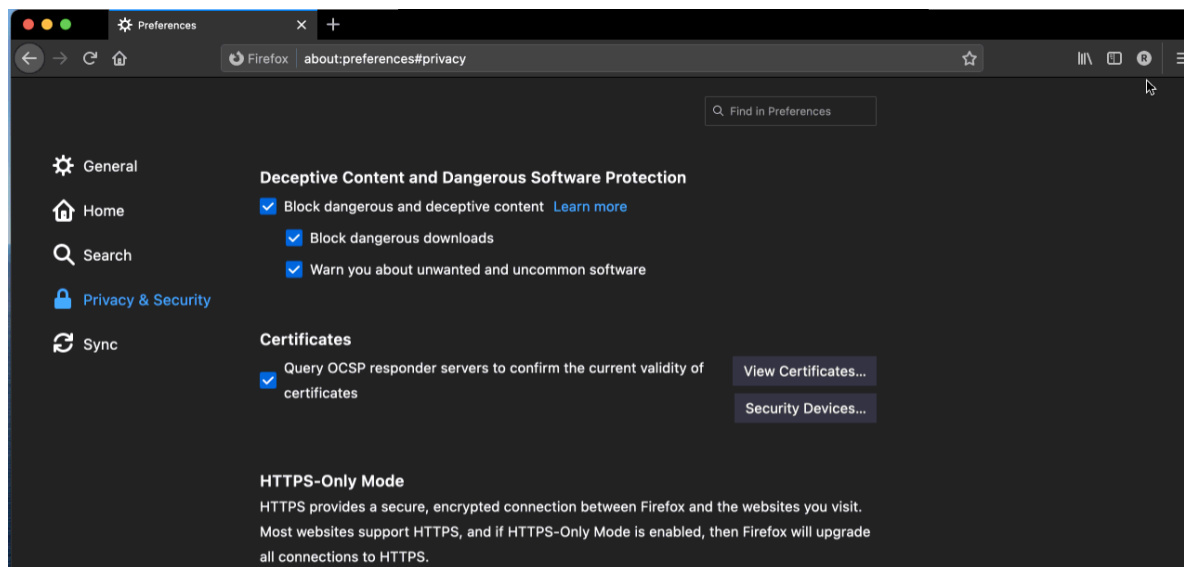 Preferences
Firefox about:preferences#privacy
R
Find in Preferences
General
Home
Search
Privacy & Security
Sync
Deceptive Content and Dangerous Software Protection
Block dangerous and deceptive content Learn more
Block dangerous downloads
Warn you about unwanted and uncommon software
Certificates
Query OCSP responder servers to confirm the current validity of
certificates
View Certificates...
Security Devices...
HTTPS-Only Mode
HTTPS provides a secure, encrypted connection between Firefox and the websites you visit.
Most websites support HTTPS, and if HTTPS-Only Mode is enabled, then Firefox will upgrade
all connections to HTTPS.